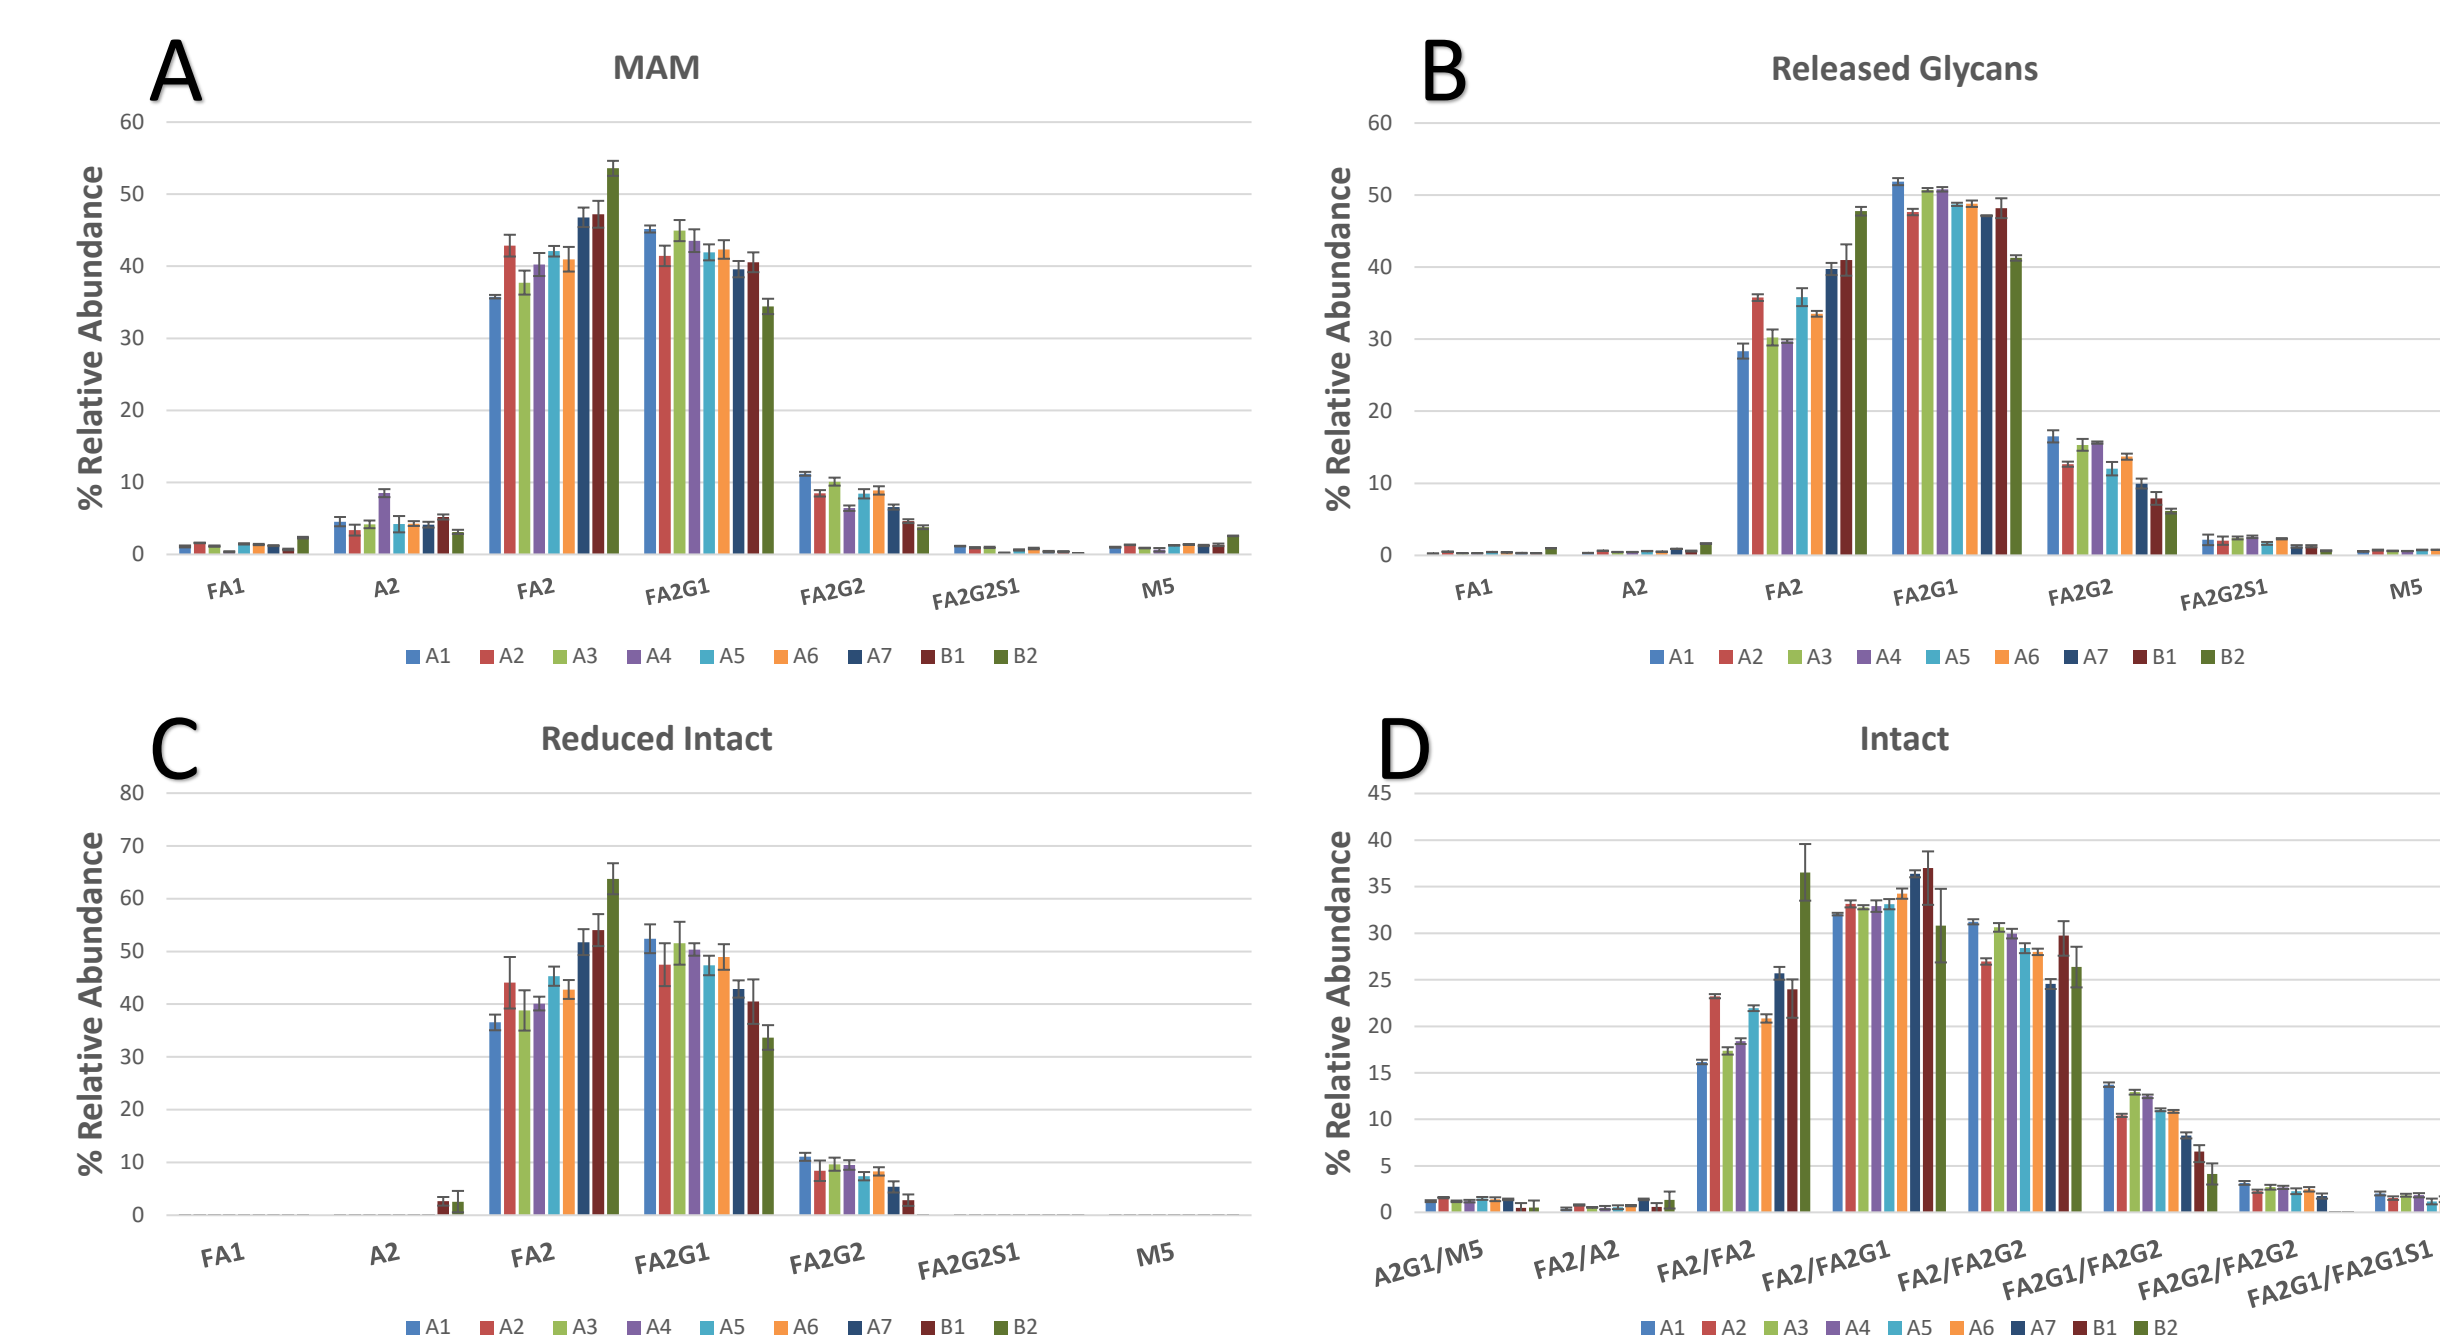 A
MAM
% Relative Abundance
60
50
40
30
20
10
0
FA1 A2 FA2 FA2G1 FA2G2 FA2G2S1 M5
A1 A2 A3 A4 A5 A6 A7 B1 B2
B
Released Glycans
% Relative Abundance
60
50
40
30
20
10
0
FA1 A2 FA2 FA2G1 FA2G2 FA2G2S1 M5
A1 A2 A3 A4 A5 A6 A7 B1 B2
C
Reduced Intact
% Relative Abundance
80
70
60
50
40
30
20
10
0
FA1 A2 FA2 FA2G1 FA2G2 FA2G2S1 M5
A1 A2 A3 A4 A5 A6 A7 B1 B2
D
Intact
% Relative Abundance
45
40
35
30
25
20
15
10
5
0
A2G1/M5 FA2/A2 FA2/FA2 FA2/FA2G1 FA2/FA2G2 FA2G1/FA2G2 FA2G2/FA2G2 FA2G1/FA2G1S1
A1 A2 A3 A4 A5 A6 A7 B1 B2